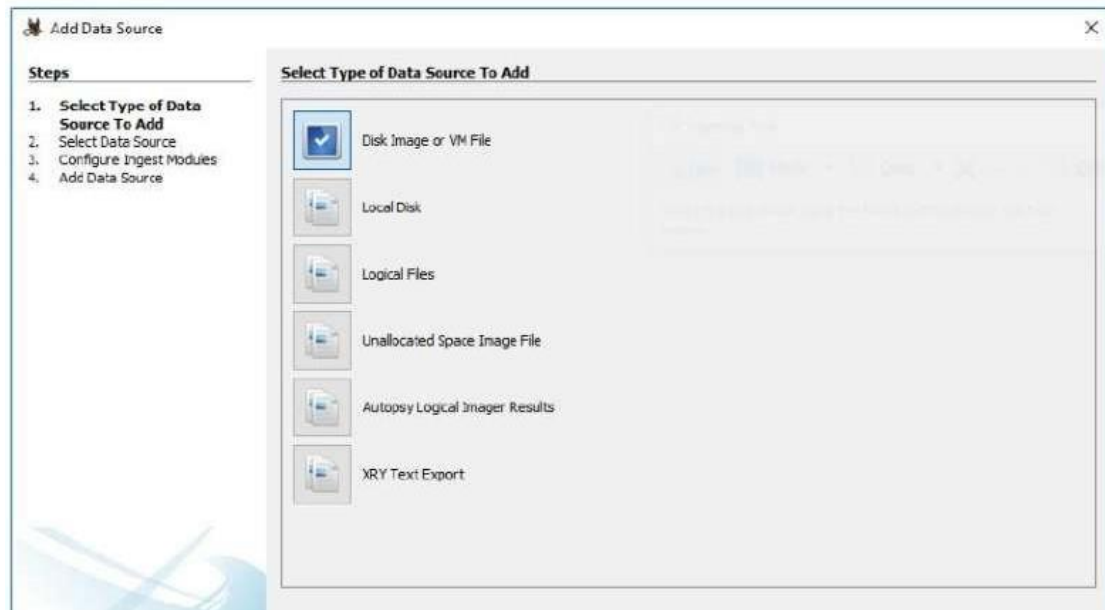 Add Data Source
Steps
1. Select Type of Data
Source To Add
2. Select Data Source
3. Configure Ingest Modules
4. Add Data Source
Select Type of Data Source To Add
Disk Image or VM File
Local Disk
Logical Files
Unallocated Space Image File
Autopsy Logical Imager Results
XRY Text Export